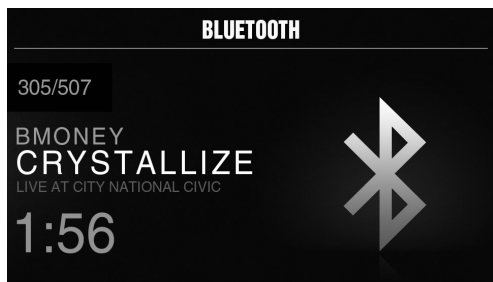 BLUETOOTH
305/507
BMONEY
CRYSTALLIZE
LIVE AT CITY NATIONAL CIVIC
1:56